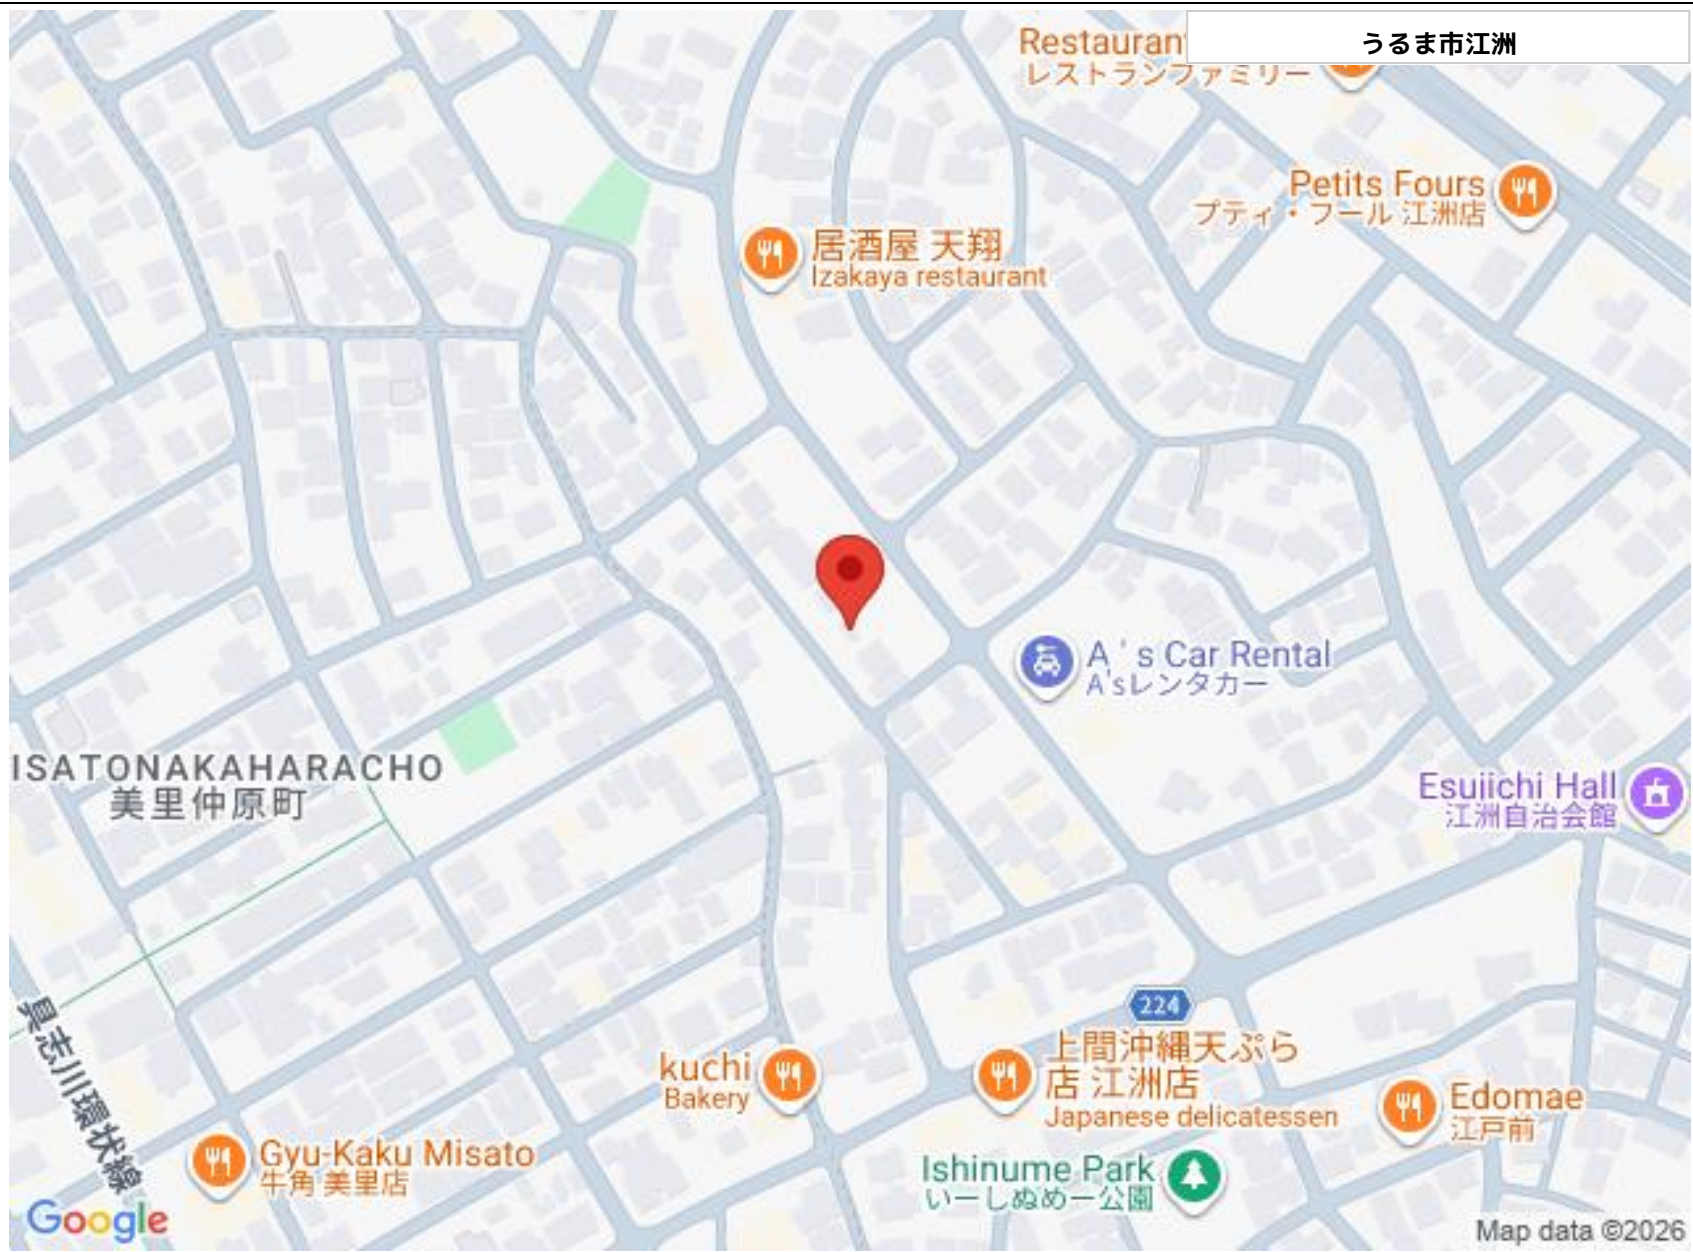 うるま市江洲
Restaurant
レストランファミリー
Petits Fours
プティ・フール 江洲店
居酒屋 天翔
Izakaya restaurant
A's Car Rental
A'sレンタカー
ISATONAKAHARACHO
美里仲原町
Esujichi Hall
江洲自治会館
具志川環状線
224
上間沖縄天ぷら
店 江洲店
Japanese delicatessen
kuchi
Bakery
Edomae
江戸前
Gyu-Kaku Misato
牛角 美里店
Ishinume Park
いーしぬめー公園
Google
Map data ©2026